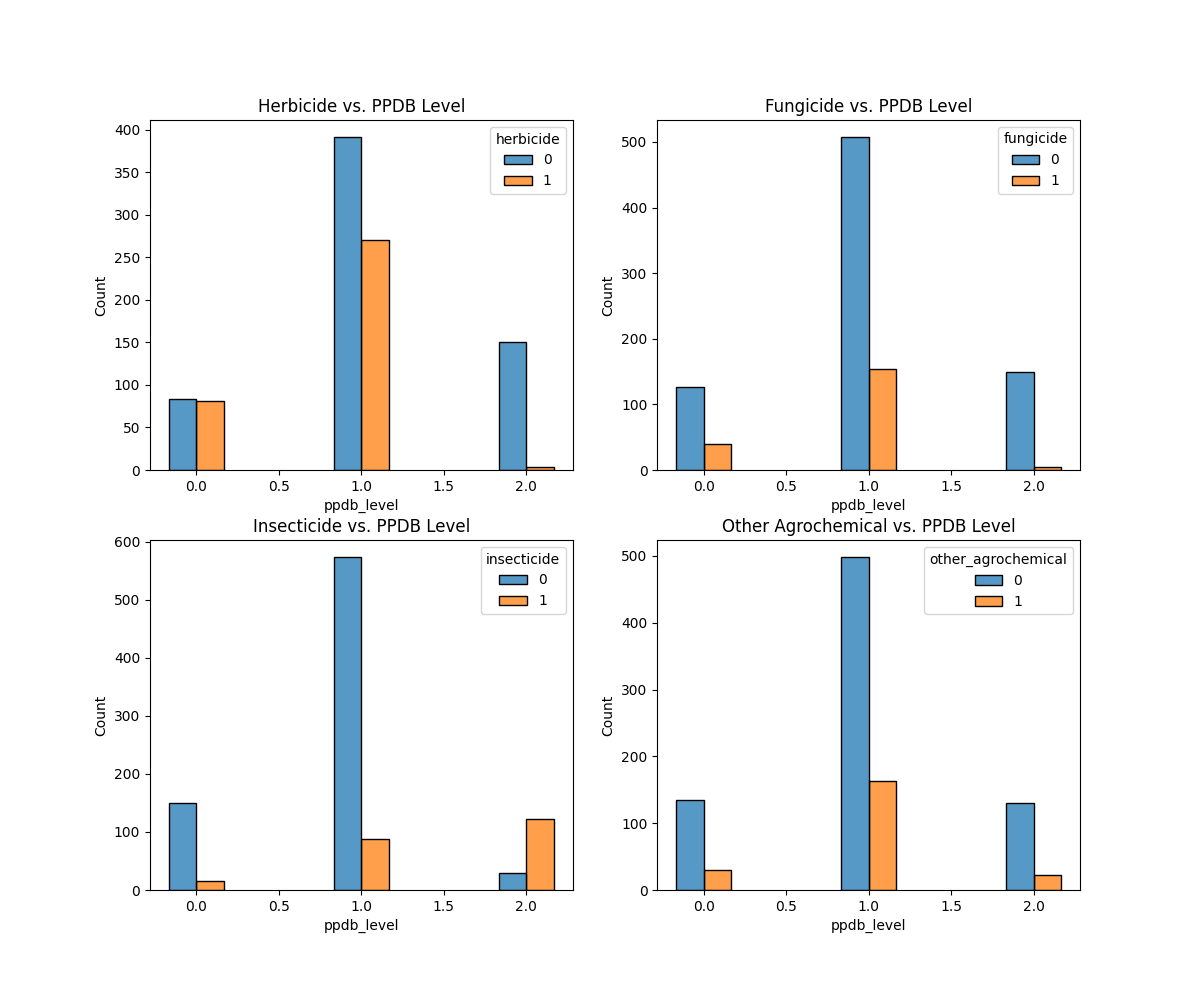 Herbicide vs. PPDB Level
400
350
300
250
200
150
100
50
0
Count
herbicide
0
1
0.0 0.5 1.0 1.5 2.0
ppdb_level
Fungicide vs. PPDB Level
500
400
300
200
100
0
Count
fungicide
0
1
0.0 0.5 1.0 1.5 2.0
ppdb_level
Insecticide vs. PPDB Level
600
500
400
300
200
100
0
Count
insecticide
0
1
0.0 0.5 1.0 1.5 2.0
ppdb_level
Other Agrochemical vs. PPDB Level
500
400
300
200
100
0
Count
other_agrochemical
0
1
0.0 0.5 1.0 1.5 2.0
ppdb_level